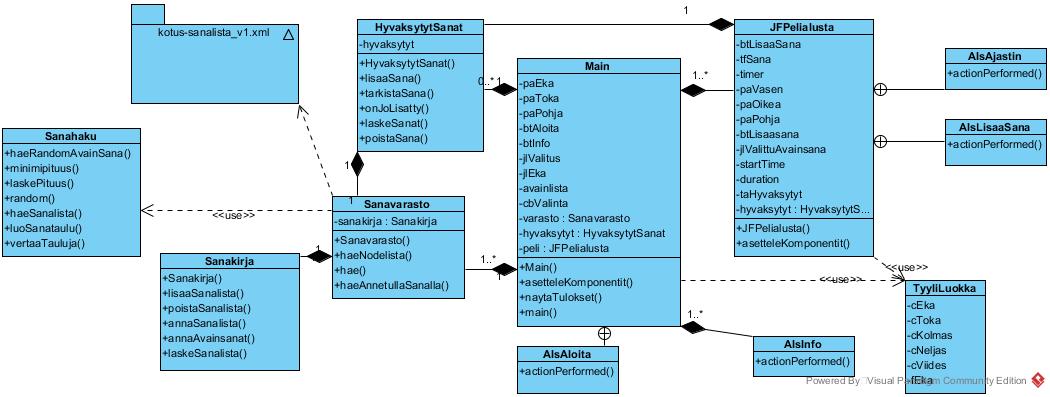 kotus-sanalista_v1.xml
HyvaksytytSanat
-hyvaksytyt
+HyvaksytytSanat()
+lisaaSana()
+tarkistaSana()
+onJoLisatty()
+laskeSanat()
+poistaSana()
1
JFPelialusta
-btLisaaSana
-tfSana
-timer
-paVasen
-paOikea
-paPohja
-btLisaasana
-jlValittuAvainsana
-startTime
-duration
-taHyvaksytyt
-hyvaksytyt : HyvaksytytS...
+JFPelialusta()
+asetteleKomponentit()
AlsAjastin
+actionPerformed()
AlsLisaaSana
+actionPerformed()
Main
-paEka
-paToka
-paPohja
-btAloita
-btInfo
-jlValitus
-jlEka
-avainlista
-cbValinta
-varasto : Sanavarasto
-hyvaksytyt : HyvaksytytSanat
-peli : JFPelialusta
+Main()
+asetteleKomponentit()
+naytaTulokset()
+main()
0..*
1
1..*
Sanahaku
+haeRandomAvainSana()
+minimipituus()
+laskePituus()
+random()
+haeSanalista()
+luoSanataulu()
+vertaaTauluja()
<<use>>
1
1
Sanavarasto
-sanakirja : Sanakirja
+Sanavarasto()
+haeNodelista()
+hae()
+haeAnnetullaSanalla()
1..*
1
1
Sanakirja
+Sanakirja()
+lisaaSanalista()
+poistaSanalista()
+annaSanalista()
+annaAvainsanat()
+laskeSanalista()
<<use>>
<<use>>
TyyliLuokka
-cEka
-cToka
-cKolmas
-cNeljas
-cViides
-fEka
1..*
AlsInfo
+actionPerformed()
AlsAloita
+actionPerformed()
Powered By Visual Paradigm Community Edition